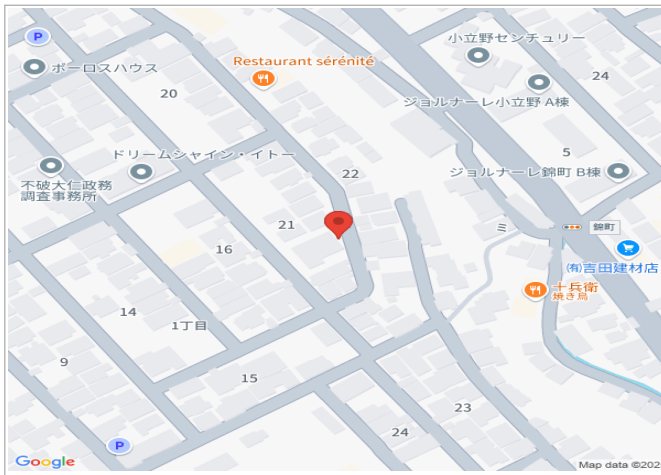 P
ポーロスハウス
Restaurant sérénité
小立野センチュリー
24
ジョルナーレ小立野 A棟
20
5
ドリームシャイン・イトー
22
ジョルナーレ錦町 B棟
不破大仁政務
調査事務所
21
ミ
錦町
16
(有)吉田建材店
十兵衛
焼き鳥
14
1丁目
9
15
23
24
P
Google
Map data ©202